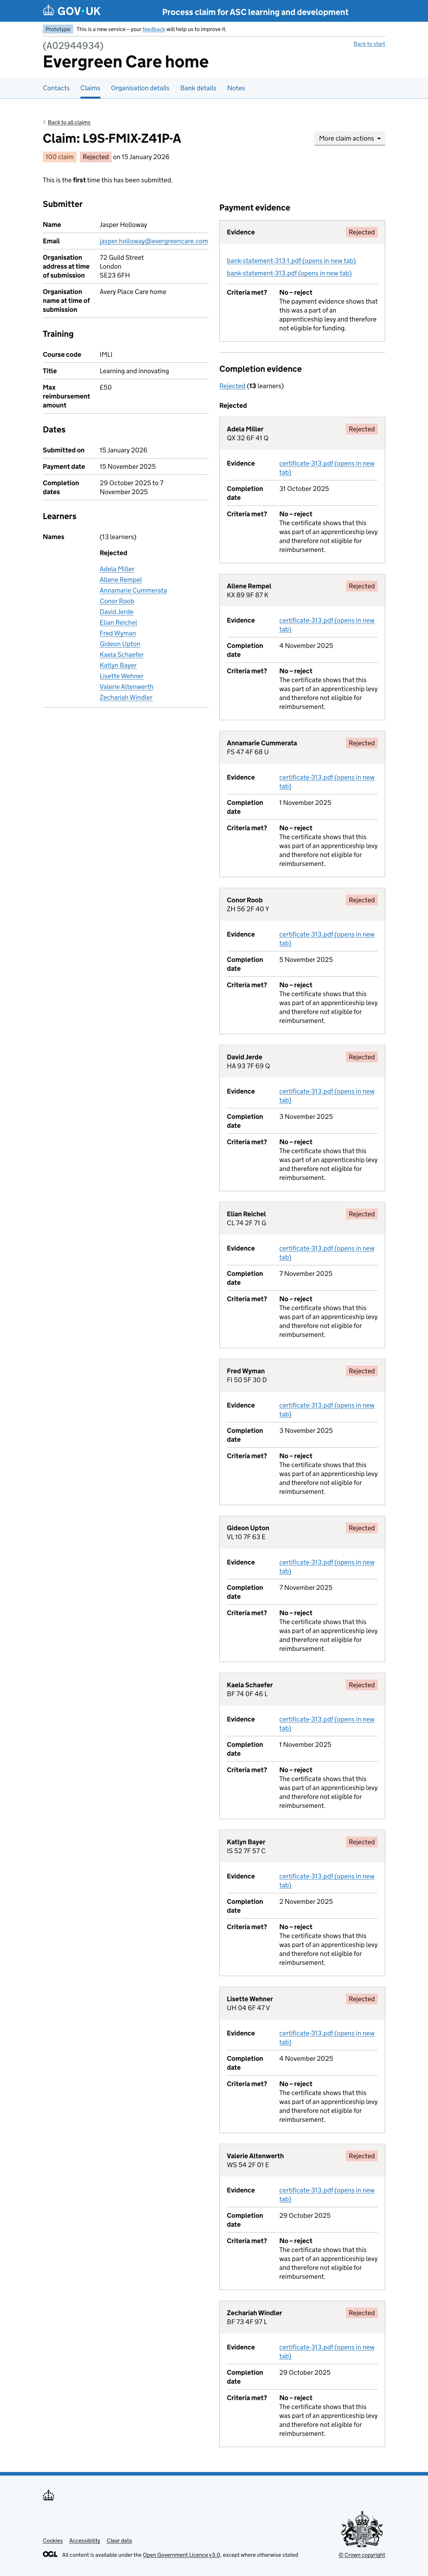 GOV·UK
Process claim for ASC learning and development
Prototype
This is a new service – your feedback will help us to improve it.
(A02944934)
Back to start
Evergreen Care home
Contacts
Claims
Organisation details
Bank details
Notes
Back to all claims
Claim: L9S-FMIX-Z41P-A
More claim actions
100 claim
Rejected on 15 January 2026
This is the first time this has been submitted.
Submitter
Name
Jasper Holloway
Email
jasper.holloway@evergreencare.com
Organisation
address at time
of submission
72 Guild Street
London
SE23 6FH
Organisation
name at time of
submission
Avery Place Care home
Training
Course code
IMLI
Title
Learning and innovating
Max
reimbursement
amount
£50
Dates
Submitted on
15 January 2026
Payment date
15 November 2025
Completion
dates
29 October 2025 to 7
November 2025
Learners
Names
(13 learners)
Rejected
Adela Miller
Allene Rempel
Annamarie Cummerata
Conor Roob
David Jerde
Elian Reichel
Fred Wyman
Gideon Upton
Kaela Schaefer
Katlyn Bayer
Lisette Wehner
Valerie Altenwerth
Zechariah Windler
Payment evidence
Evidence
Rejected
bank-statement-313-1.pdf (opens in new tab)
bank-statement-313.pdf (opens in new tab)
Criteria met?
No – reject
The payment evidence shows that
this was a part of an
apprenticeship levy and therefore
not eligible for funding.
Completion evidence
Rejected (13 learners)
Rejected
Adela Miller
QX 32 6F 41 Q
Rejected
Evidence
certificate-313.pdf (opens in new
tab)
Completion
date
31 October 2025
Criteria met?
No – reject
The certificate shows that this
was part of an apprenticeship levy
and therefore not eligible for
reimbursement.
Allene Rempel
KX 89 9F 87 K
Rejected
Evidence
certificate-313.pdf (opens in new
tab)
Completion
date
4 November 2025
Criteria met?
No – reject
The certificate shows that this
was part of an apprenticeship levy
and therefore not eligible for
reimbursement.
Annamarie Cummerata
FS 47 4F 68 U
Rejected
Evidence
certificate-313.pdf (opens in new
tab)
Completion
date
1 November 2025
Criteria met?
No – reject
The certificate shows that this
was part of an apprenticeship levy
and therefore not eligible for
reimbursement.
Conor Roob
ZH 56 2F 40 Y
Rejected
Evidence
certificate-313.pdf (opens in new
tab)
Completion
date
5 November 2025
Criteria met?
No – reject
The certificate shows that this
was part of an apprenticeship levy
and therefore not eligible for
reimbursement.
David Jerde
HA 93 7F 69 Q
Rejected
Evidence
certificate-313.pdf (opens in new
tab)
Completion
date
3 November 2025
Criteria met?
No – reject
The certificate shows that this
was part of an apprenticeship levy
and therefore not eligible for
reimbursement.
Elian Reichel
CL 74 2F 71 G
Rejected
Evidence
certificate-313.pdf (opens in new
tab)
Completion
date
7 November 2025
Criteria met?
No – reject
The certificate shows that this
was part of an apprenticeship levy
and therefore not eligible for
reimbursement.
Fred Wyman
FI 50 5F 30 D
Rejected
Evidence
certificate-313.pdf (opens in new
tab)
Completion
date
3 November 2025
Criteria met?
No – reject
The certificate shows that this
was part of an apprenticeship levy
and therefore not eligible for
reimbursement.
Gideon Upton
VL 10 7F 63 E
Rejected
Evidence
certificate-313.pdf (opens in new
tab)
Completion
date
7 November 2025
Criteria met?
No – reject
The certificate shows that this
was part of an apprenticeship levy
and therefore not eligible for
reimbursement.
Kaela Schaefer
BF 74 0F 46 L
Rejected
Evidence
certificate-313.pdf (opens in new
tab)
Completion
date
1 November 2025
Criteria met?
No – reject
The certificate shows that this
was part of an apprenticeship levy
and therefore not eligible for
reimbursement.
Katlyn Bayer
IS 52 7F 57 C
Rejected
Evidence
certificate-313.pdf (opens in new
tab)
Completion
date
2 November 2025
Criteria met?
No – reject
The certificate shows that this
was part of an apprenticeship levy
and therefore not eligible for
reimbursement.
Lisette Wehner
UH 04 6F 47 V
Rejected
Evidence
certificate-313.pdf (opens in new
tab)
Completion
date
4 November 2025
Criteria met?
No – reject
The certificate shows that this
was part of an apprenticeship levy
and therefore not eligible for
reimbursement.
Valerie Altenwerth
WS 54 2F 01 E
Rejected
Evidence
certificate-313.pdf (opens in new
tab)
Completion
date
29 October 2025
Criteria met?
No – reject
The certificate shows that this
was part of an apprenticeship levy
and therefore not eligible for
reimbursement.
Zechariah Windler
BF 73 4F 97 L
Rejected
Evidence
certificate-313.pdf (opens in new
tab)
Completion
date
29 October 2025
Criteria met?
No – reject
The certificate shows that this
was part of an apprenticeship levy
and therefore not eligible for
reimbursement.
Cookies
Accessibility
Clear data
OGL
All content is available under the Open Government Licence v3.0, except where otherwise stated
© Crown copyright